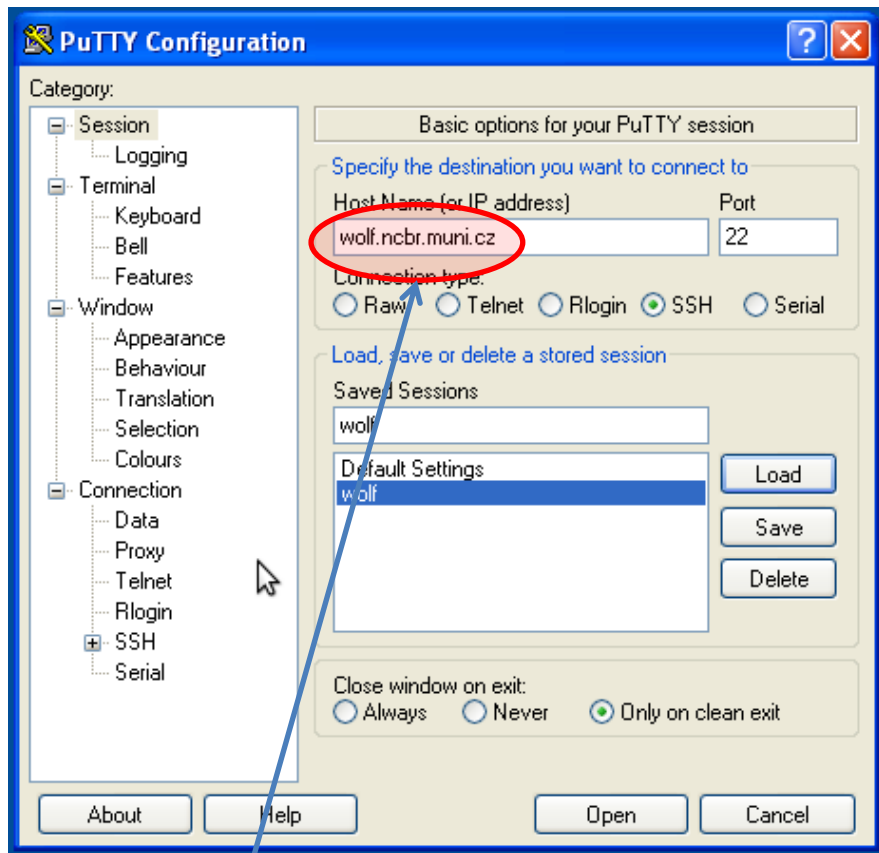 PuTTY Configuration
Category:
Session
Logging
Terminal
Keyboard
Bell
Features
Window
Appearance
Behaviour
Translation
Selection
Colours
Connection
Data
Proxy
Telnet
Rlogin
SSH
Serial
Basic options for your PuTTY session
Specify the destination you want to connect to
Host Name (or IP address) Port
wolf.ncbr.muni.cz 22
Connection type:
Raw Telnet Rlogin SSH Serial
Load, save or delete a stored session
Saved Sessions
wolf
Default Settings
wolf
Load
Save
Delete
Close window on exit:
Always Never Only on clean exit
About Help Open Cancel